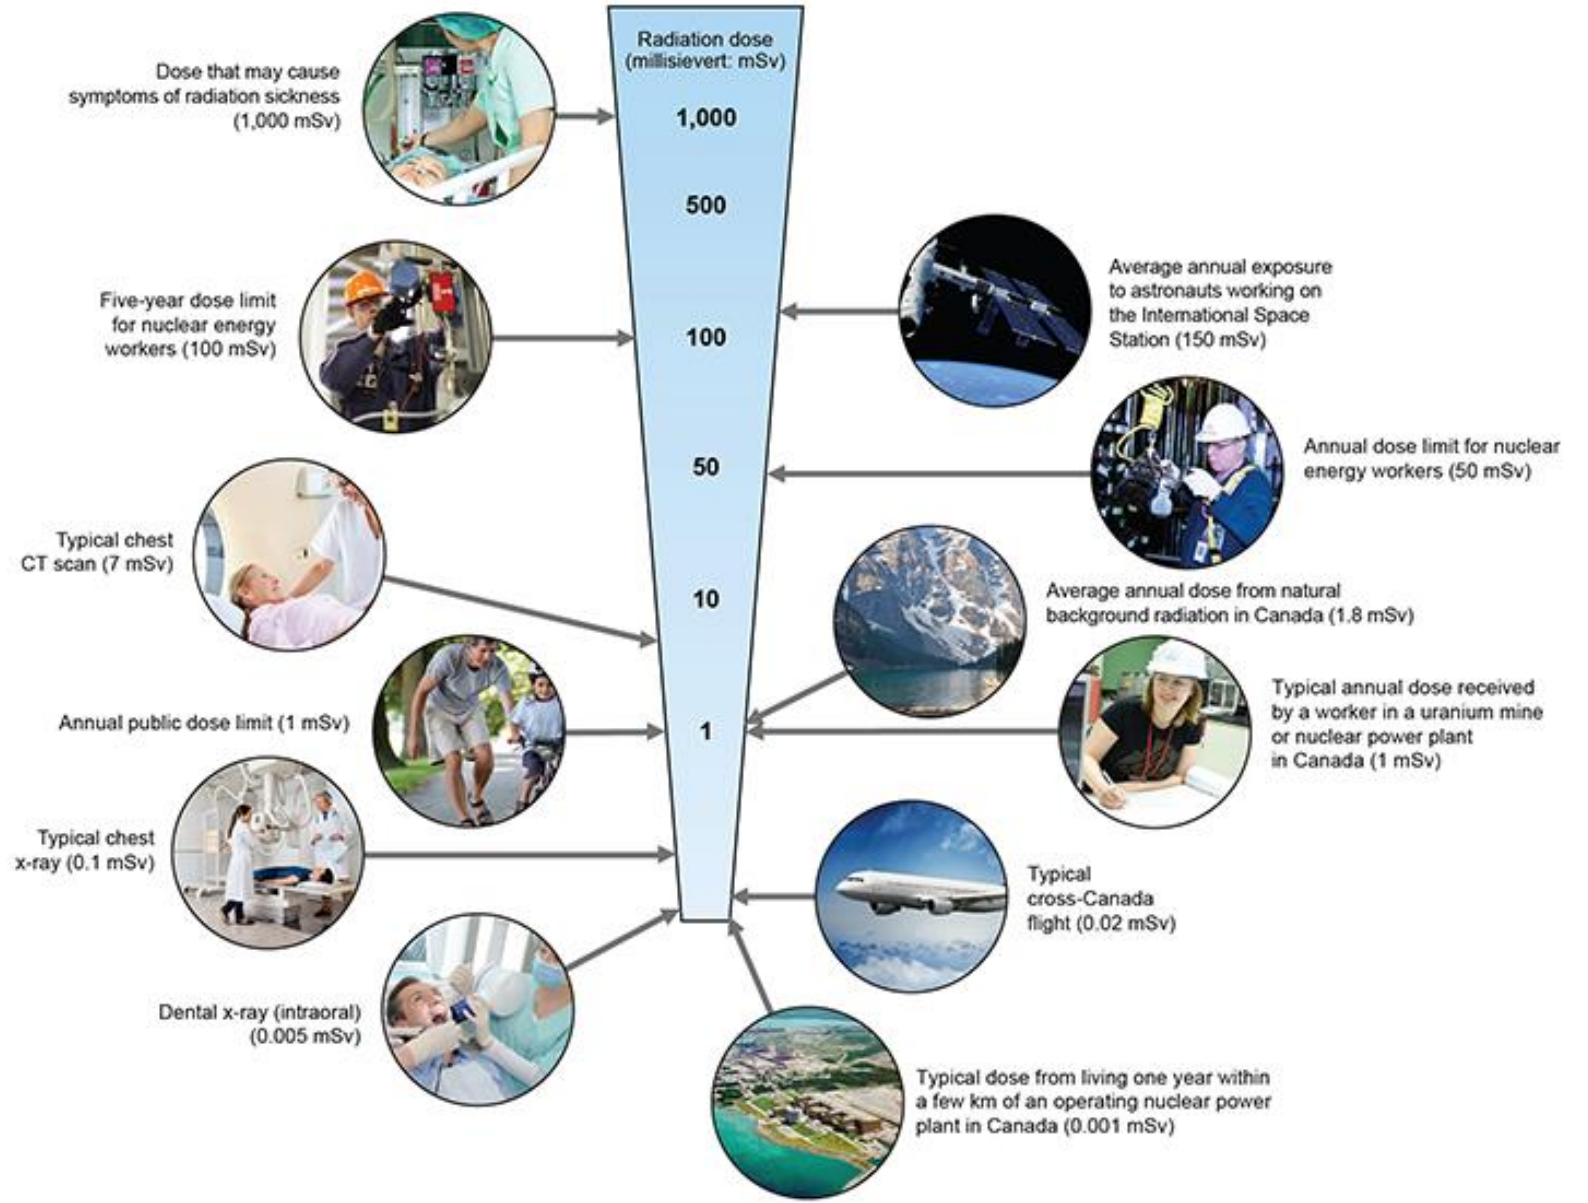 Radiation dose
(millisievert: mSv)
Dose that may cause
symptoms of radiation sickness
(1,000 mSv)
1,000
500
Average annual exposure
to astronauts working on
the International Space
Station (150 mSv)
Five-year dose limit
for nuclear energy
workers (100 mSv)
100
Annual dose limit for nuclear
energy workers (50 mSv)
50
Typical chest
CT scan (7 mSv)
10
Average annual dose from natural
background radiation in Canada (1.8 mSv)
Annual public dose limit (1 mSv)
1
Typical annual dose received
by a worker in a uranium mine
or nuclear power plant
in Canada (1 mSv)
Typical chest
x-ray (0.1 mSv)
Typical
cross-Canada
flight (0.02 mSv)
Dental x-ray (intraoral)
(0.005 mSv)
Typical dose from living one year within
a few km of an operating nuclear power
plant in Canada (0.001 mSv)